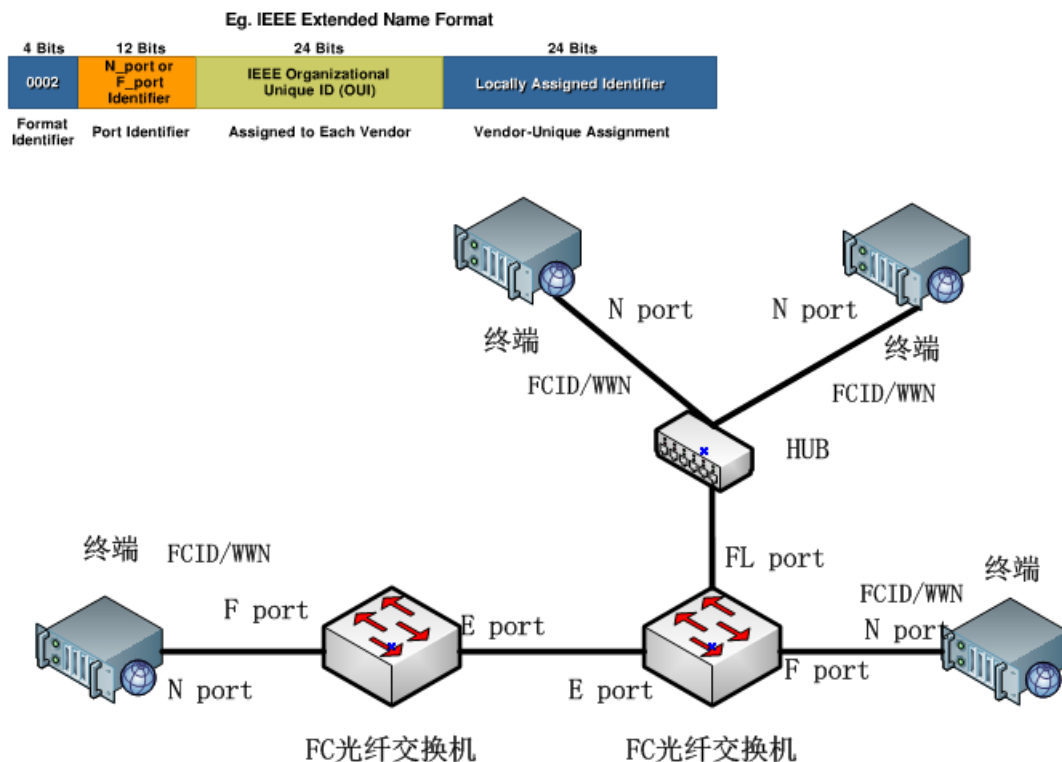 Eg. IEEE Extended Name Format
4 Bits 12 Bits 24 Bits 24 Bits
0002
N_port or
F_port
Identifier
IEEE Organizational
Unique ID (OUI)
Locally Assigned Identifier
Format
Identifier
Port Identifier
Assigned to Each Vendor
Vendor-Unique Assignment
N port
N port
终端
终端
FCID/WWN
FCID/WWN
HUB
终端
FCID/WWN
FL port
终端
FCID/WWN
F port
E port
N port
N port
E port
F port
FC光纤交换机
FC光纤交换机